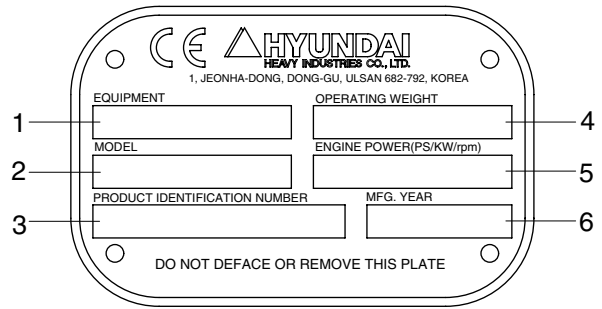 CE HYUNDAI
HEAVY INDUSTRIES CO., LTD.
1, JEONHA-DONG, DONG-GU, ULSAN 682-792, KOREA
EQUIPMENT OPERATING WEIGHT
1 4
MODEL ENGINE POWER(PS/KW/rpm)
2 5
PRODUCT IDENTIFICATION NUMBER MFG. YEAR
3 6
DO NOT DEFACE OR REMOVE THIS PLATE